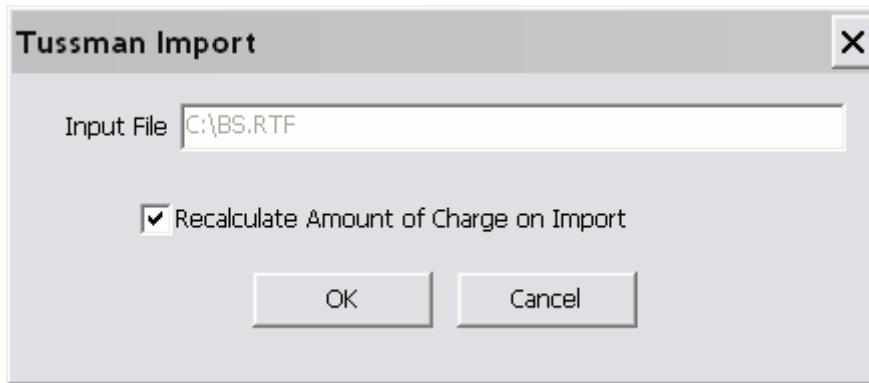 Tussman Import
Input File C:\BS.RTF
Recalculate Amount of Charge on Import
OK Cancel